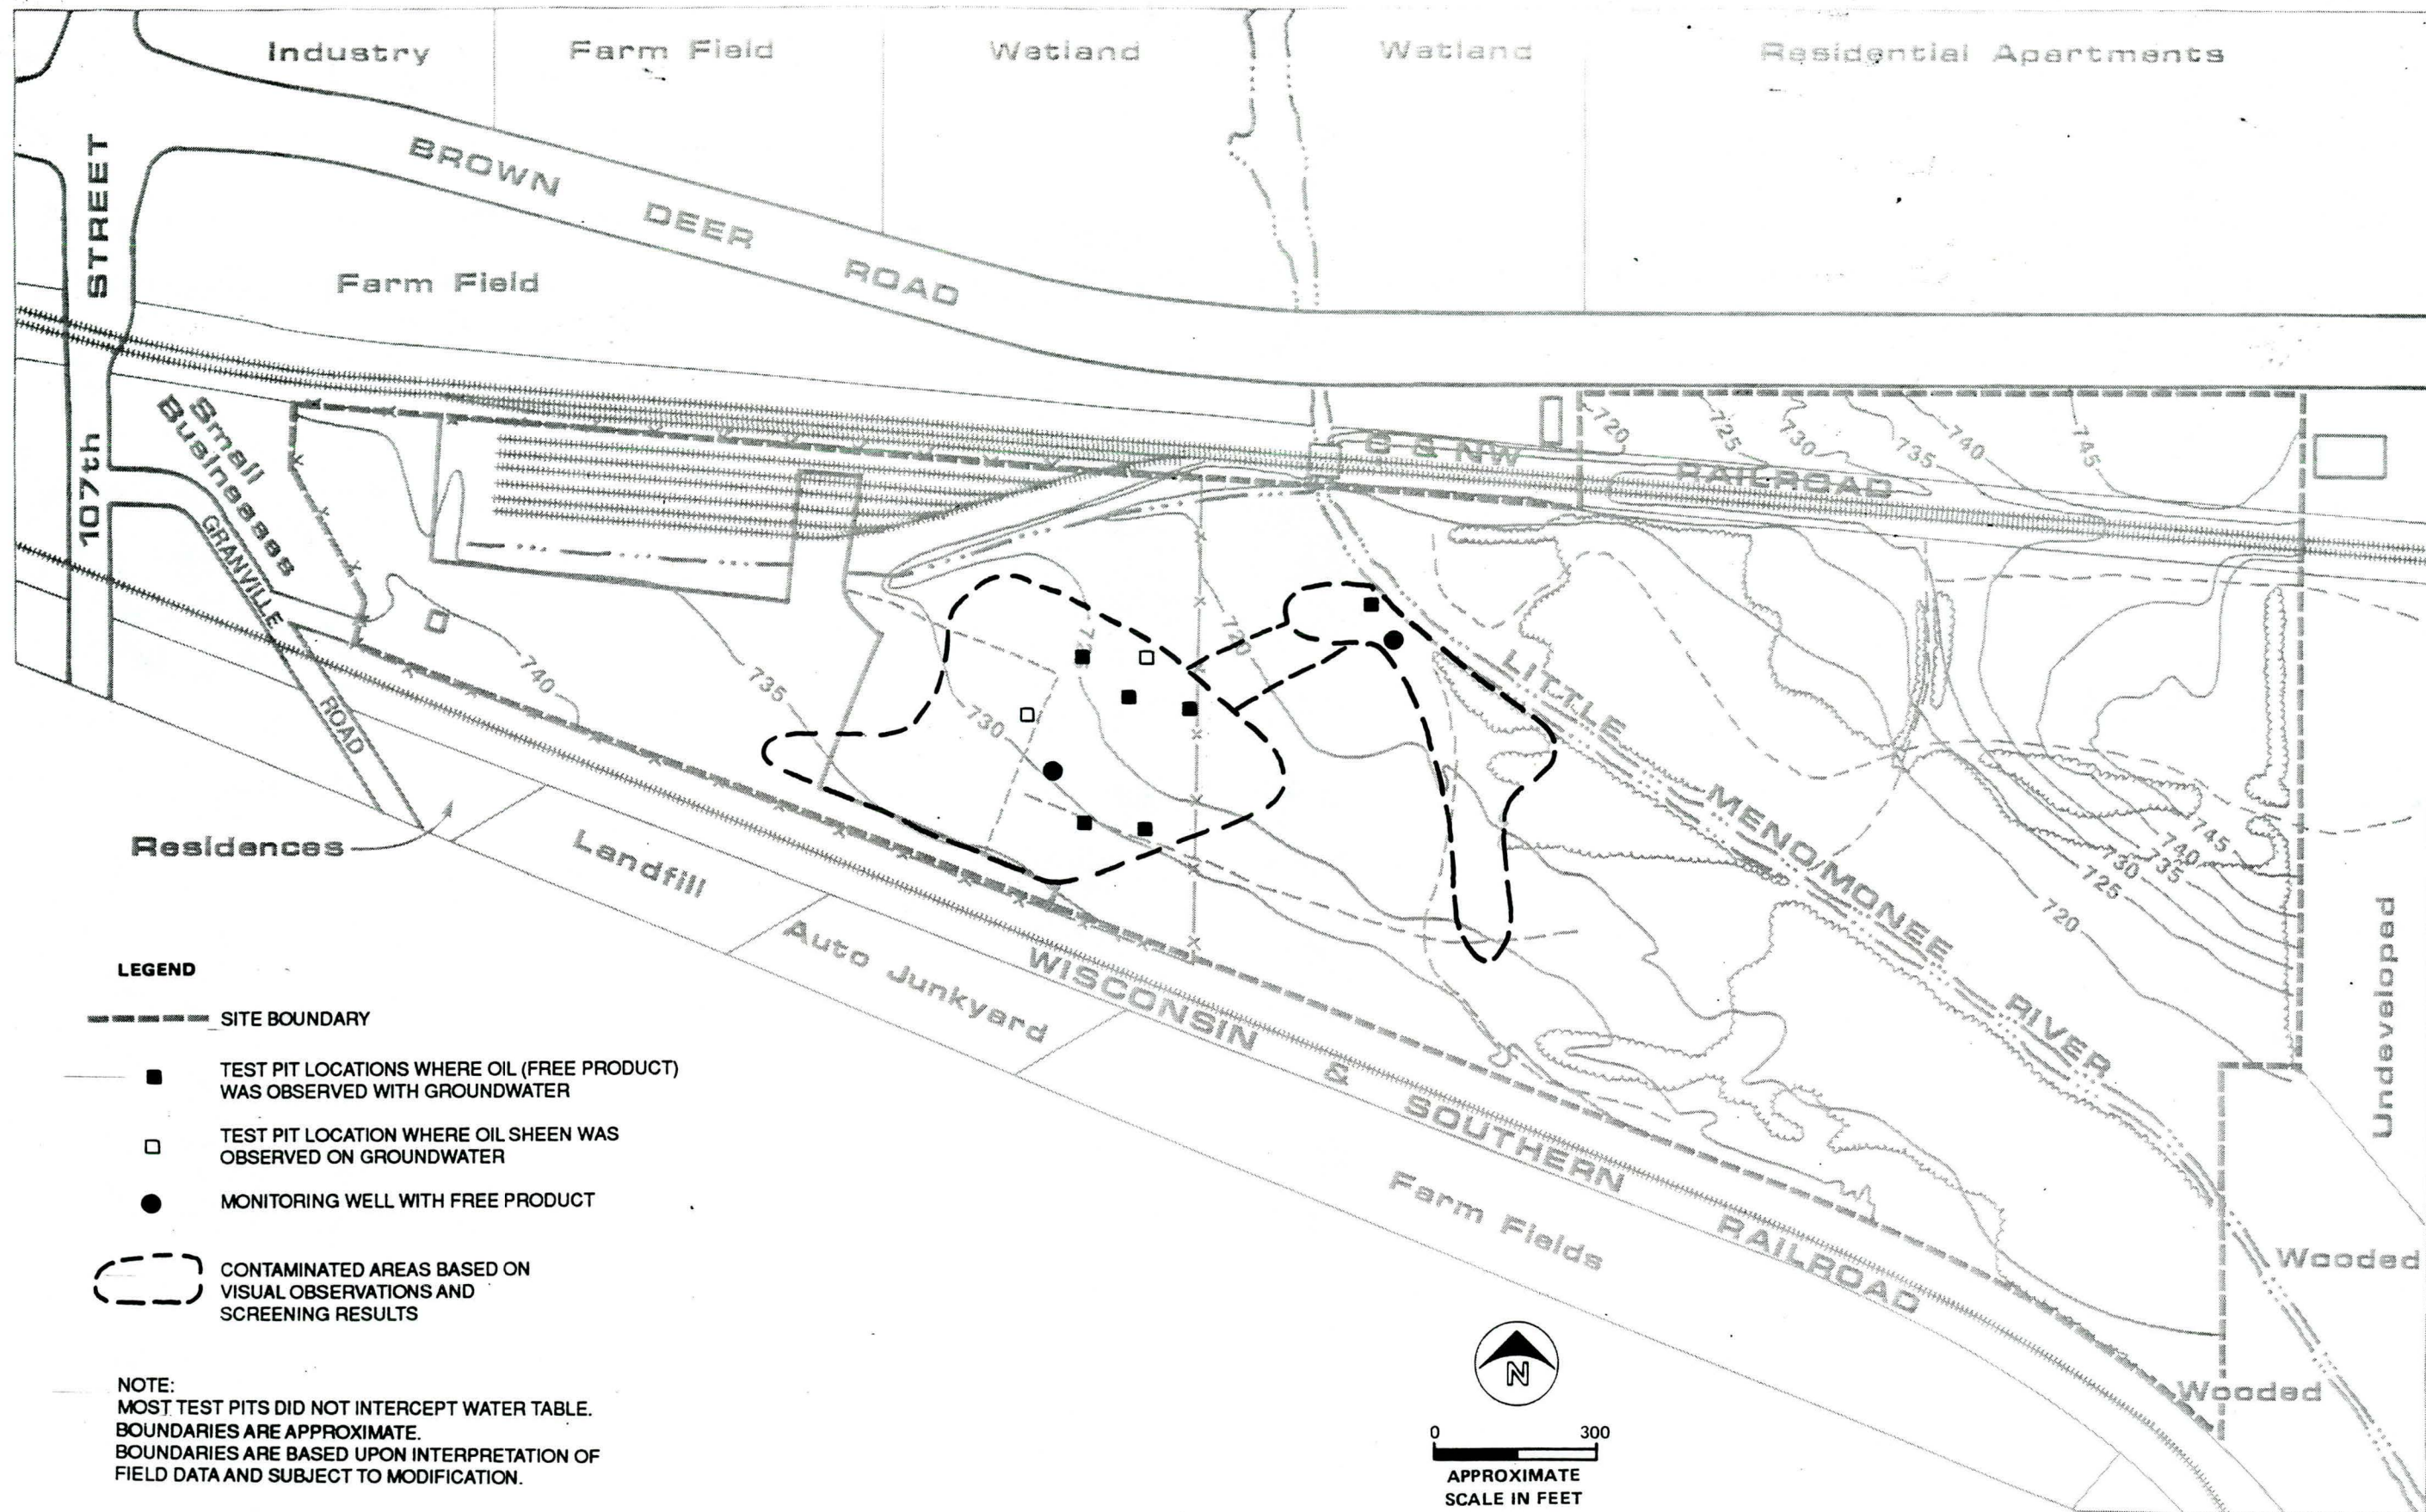 Industry
Farm Field
Wetland
Wetland
Residential Apartments
BROWN DEER ROAD
107th STREET
Farm Field
Small
Businesses
GRANVILLE ROAD
C & NW RAILROAD
720
725
730
735
740
745
740
735
730
725
720
LITTLE MENOMONEE RIVER
745
740
735
730
725
720
Residences
Landfill
Auto Junkyard
WISCONSIN & SOUTHERN RAILROAD
Farm Fields
Undeveloped
Wooded
Wooded
LEGEND
SITE BOUNDARY
TEST PIT LOCATIONS WHERE OIL (FREE PRODUCT)
WAS OBSERVED WITH GROUNDWATER
TEST PIT LOCATION WHERE OIL SHEEN WAS
OBSERVED ON GROUNDWATER
MONITORING WELL WITH FREE PRODUCT
CONTAMINATED AREAS BASED ON
VISUAL OBSERVATIONS AND
SCREENING RESULTS
NOTE:
MOST TEST PITS DID NOT INTERCEPT WATER TABLE.
BOUNDARIES ARE APPROXIMATE.
BOUNDARIES ARE BASED UPON INTERPRETATION OF
FIELD DATA AND SUBJECT TO MODIFICATION.
N
0 300
APPROXIMATE
SCALE IN FEET